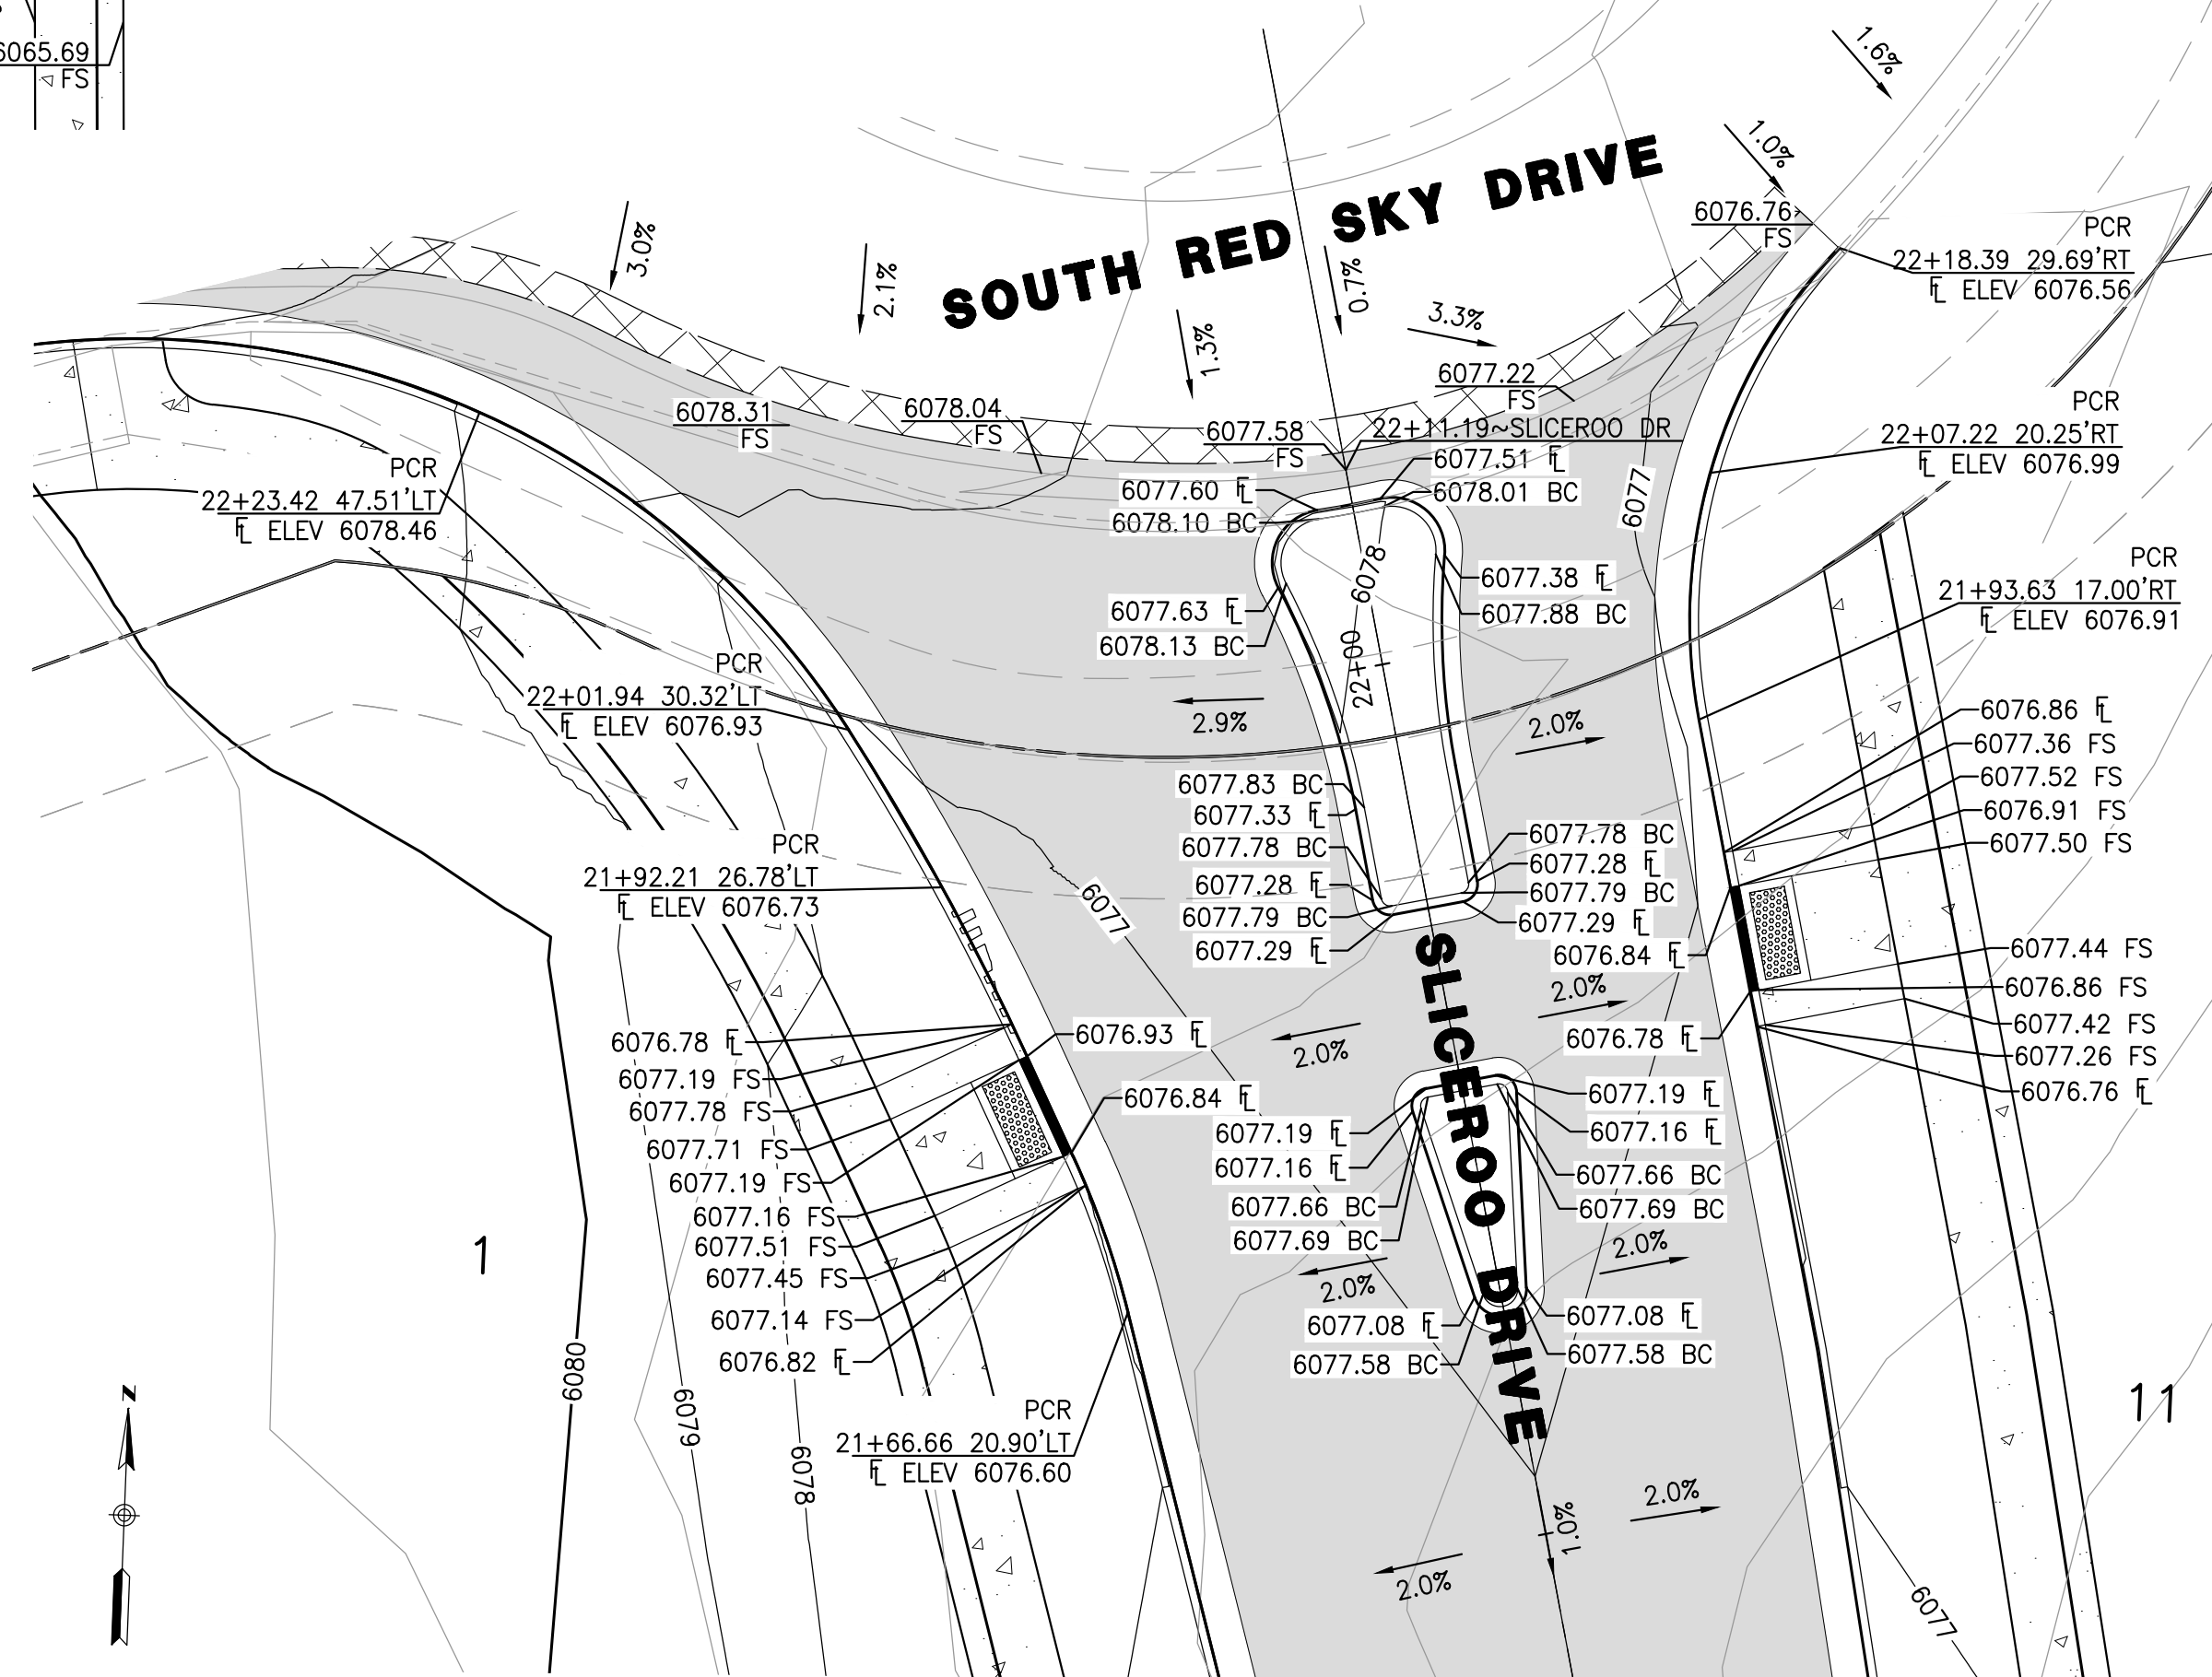 6065.69
FS
1.6%
1.0%
SOUTH RED SKY DRIVE
6076.76
FS
PCR
22+18.39 29.69'RT
FL ELEV 6076.56
3.0%
2.1%
1.3%
0.7%
3.3%
6077.22
FS
6078.31
FS
6078.04
FS
6077.58
FS
22+11.19~SLICEROO DR
PCR
22+07.22 20.25'RT
FL ELEV 6076.99
PCR
22+23.42 47.51'LT
FL ELEV 6078.46
6077.51 FL
6077.60 FL
6078.01 BC
6078.10 BC
6077
6078
6077.38 FL
6077.63 FL
6077.88 BC
6078.13 BC
PCR
21+93.63 17.00'RT
FL ELEV 6076.91
PCR
22+01.94 30.32'LT
FL ELEV 6076.93
22+00
2.9%
2.0%
6076.86 FL
6077.36 FS
6077.52 FS
6076.91 FS
6077.50 FS
6077.83 BC
6077.33 FL
6077.78 BC
6077.28 FL
6077.79 BC
6077.29 FL
6077.78 BC
6077.28 FL
6077.79 BC
6077.29 FL
6076.84 FL
PCR
21+92.21 26.78'LT
FL ELEV 6076.73
6077
SLICEROO DRIVE
6077.44 FS
6076.86 FS
6077.42 FS
6077.26 FS
6076.76 FL
2.0%
2.0%
6076.78 FL
6076.93 FL
6076.84 FL
6076.78 FL
6077.19 FS
6077.78 FS
6077.71 FS
6077.19 FS
6077.16 FS
6077.51 FS
6077.45 FS
6077.14 FS
6076.82 FL
6077.19 FL
6077.16 FL
6077.66 BC
6077.69 BC
6077.19 FL
6077.16 FL
6077.66 BC
6077.69 BC
2.0%
2.0%
6077.08 FL
6077.58 BC
6077.08 FL
6077.58 BC
1
11
6080
6079
6078
N
PCR
21+66.66 20.90'LT
FL ELEV 6076.60
2.0%
1.0%
2.0%
6077